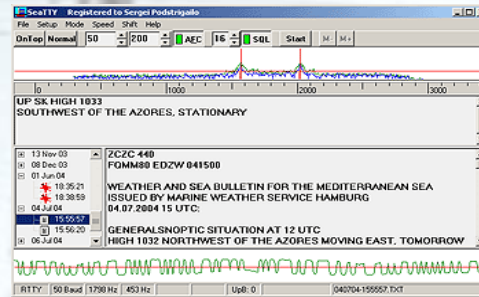 SeaTTY Registered to Sergei Podstrigailo
File Setup Mode Speed Shift Help
OnTop Normal 50 200 AFC 16 SQL Start M- M+
0 1000 2000 3000
UP SK HIGH 1033
SOUTHWEST OF THE AZORES, STATIONARY
13 Nov 03
08 Dec 03
01 Jun 04
18:35:21
18:38:59
04 Jul 04
15:55:57
15:56:20
06 Jul 04
ZCZC 440
FQMM80 EDZW 041500
WEATHER AND SEA BULLETIN FOR THE MEDITERRANEAN SEA
ISSUED BY MARINE WEATHER SERVICE HAMBURG
04.07.2004 15 UTC:
GENERALSNOPTIC SITUATION AT 12 UTC
HIGH 1032 NORTHWEST OF THE AZORES MOVING EAST, TOMORROW
RTTY 50 Baud 1798 Hz 453 Hz UpB: 0 040704-155557.TXT